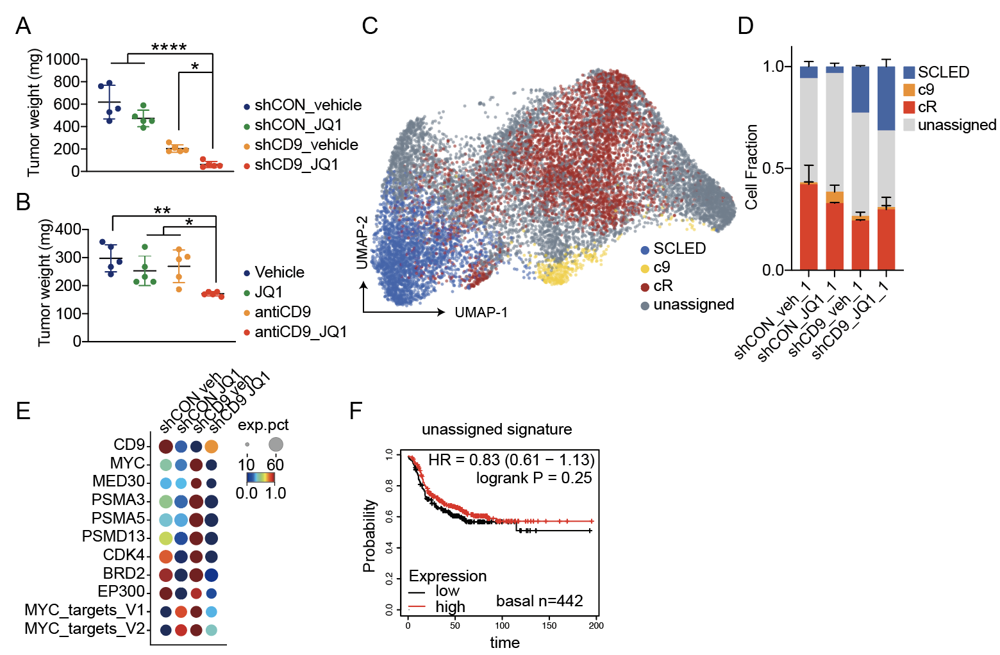 A
Tumor weight (mg)
1000
800
600
400
200
0
****
*
shCON_vehicle
shCON_JQ1
shCD9_vehicle
shCD9_JQ1
B
Tumor weight (mg)
400
300
200
100
0
**
*
Vehicle
JQ1
antiCD9
antiCD9_JQ1
C
UMAP-2
UMAP-1
SCLED
c9
cR
unassigned
D
Cell Fraction
1.0
0.5
0.0
SCLED
c9
cR
unassigned
shCON_veh_1
shCON_JQ1_1
shCD9_veh_1
shCD9_JQ1_1
E
shCON veh
shCON JQ1
shCD9 veh
shCD9 JQ1
exp.pct
10 60
0.0 1.0
CD9
MYC
MED30
PSMA3
PSMA5
PSMD13
CDK4
BRD2
EP300
MYC_targets_V1
MYC_targets_V2
F
unassigned signature
HR = 0.83 (0.61 − 1.13)
logrank P = 0.25
Probability
1.0
0.8
0.6
0.4
0.2
0.0
Expression
low
high
basal n=442
0 50 100 150 200
time